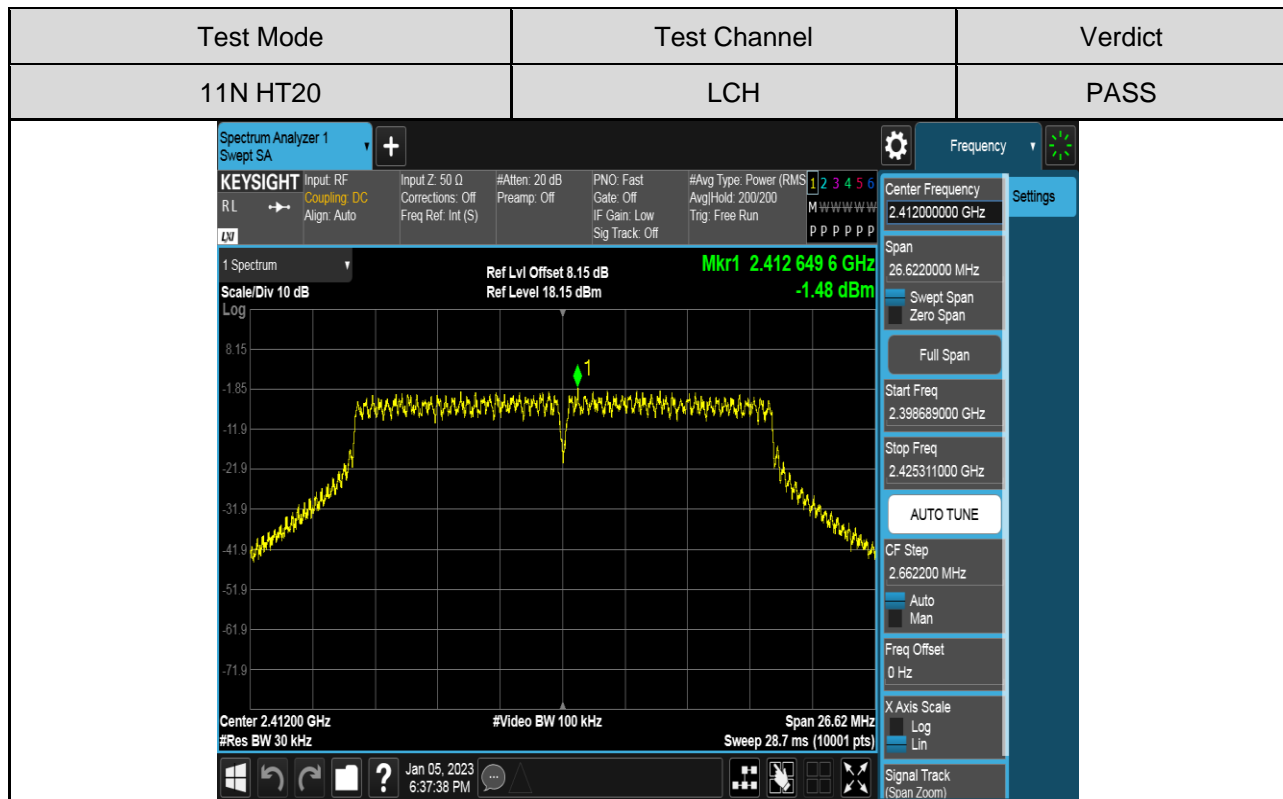 Test Mode Test Channel Verdict
11N HT20 LCH PASS
Spectrum Analyzer 1
Swept SA
+
Frequency
KEYSIGHT
RL
LXI
Input: RF
Coupling: DC
Align: Auto
Input Z: 50 Ω
Corrections: Off
Freq Ref: Int (S)
#Atten: 20 dB
Preamp: Off
PNO: Fast
Gate: Off
IF Gain: Low
Sig Track: Off
#Avg Type: Power (RMS
Avg|Hold: 200/200
Trig: Free Run
1 2 3 4 5 6
M W W W W W
P P P P P P
1 Spectrum
Scale/Div 10 dB
Ref Lvl Offset 8.15 dB
Ref Level 18.15 dBm
Mkr1 2.412 649 6 GHz
-1.48 dBm
Log
8.15
-1.85
-11.9
-21.9
-31.9
-41.9
-51.9
-61.9
-71.9
1
Center 2.41200 GHz
#Res BW 30 kHz
#Video BW 100 kHz
Span 26.62 MHz
Sweep 28.7 ms (10001 pts)
Center Frequency
2.412000000 GHz
Settings
Span
26.6220000 MHz
Swept Span
Zero Span
Full Span
Start Freq
2.398689000 GHz
Stop Freq
2.425311000 GHz
AUTO TUNE
CF Step
2.662200 MHz
Auto
Man
Freq Offset
0 Hz
X Axis Scale
Log
Lin
Signal Track
(Span Zoom)
?
Jan 05, 2023
6:37:38 PM